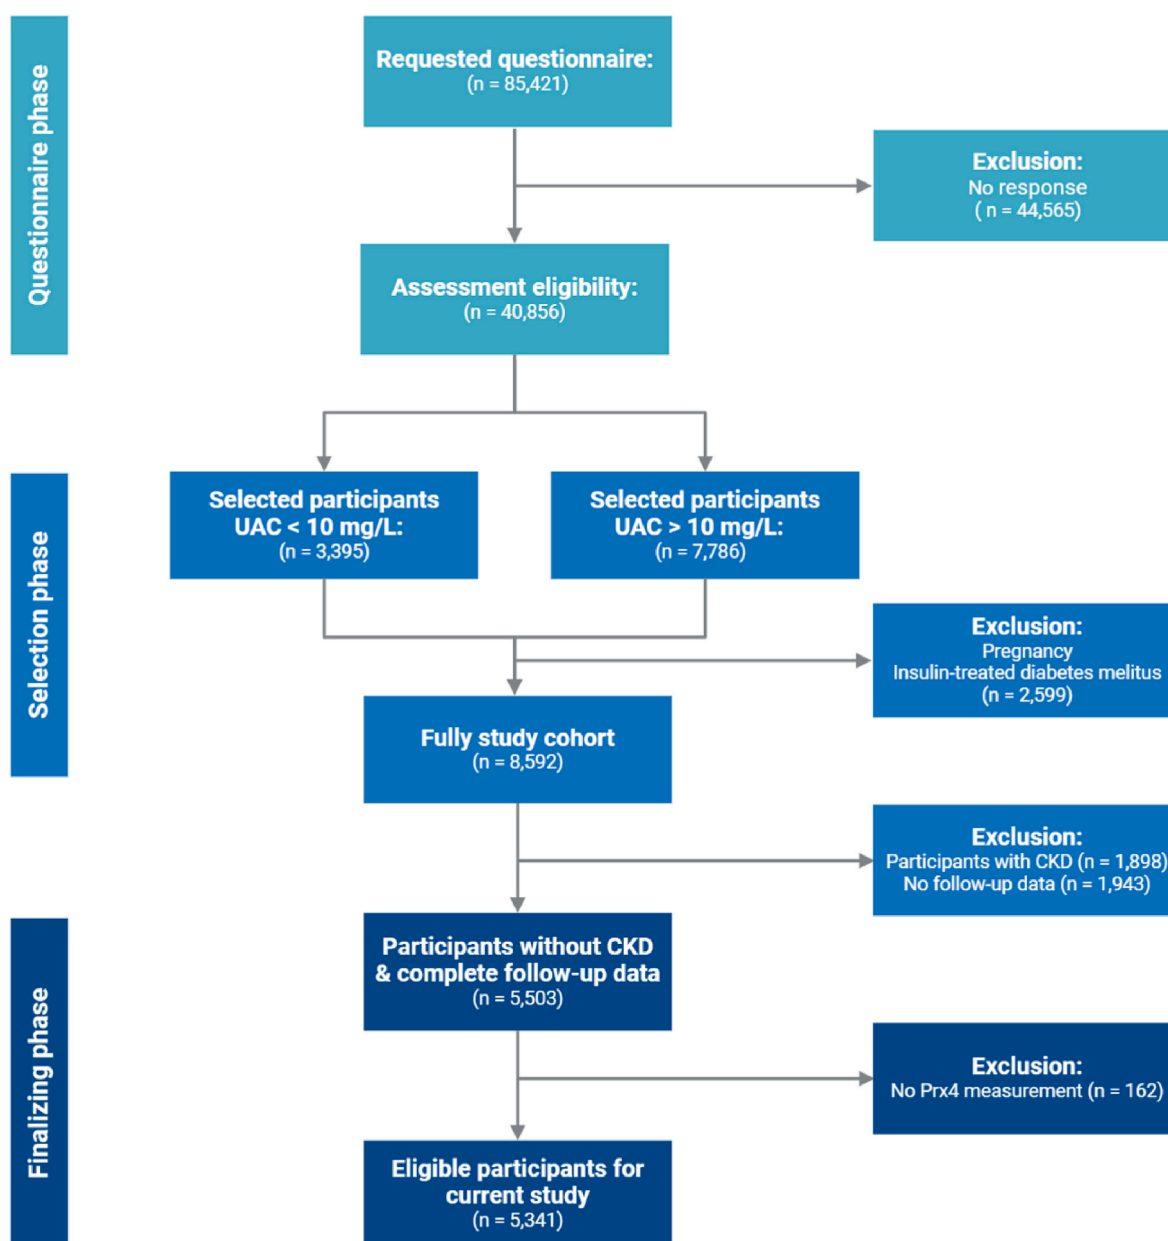 Questionnaire phase
Requested questionnaire:
(n = 85,421)
Exclusion:
No response
( n = 44,565)
Assessment eligibility:
(n = 40,856)
Selection phase
Selected participants
UAC < 10 mg/L:
(n = 3,395)
Selected participants
UAC > 10 mg/L:
(n = 7,786)
Exclusion:
Pregnancy
Insulin-treated diabetes melitus
(n = 2,599)
Fully study cohort
(n = 8,592)
Exclusion:
Participants with CKD (n = 1,898)
No follow-up data (n = 1,943)
Finalizing phase
Participants without CKD
& complete follow-up data
(n = 5,503)
Exclusion:
No Prx4 measurement (n = 162)
Eligible participants for
current study
(n = 5,341)